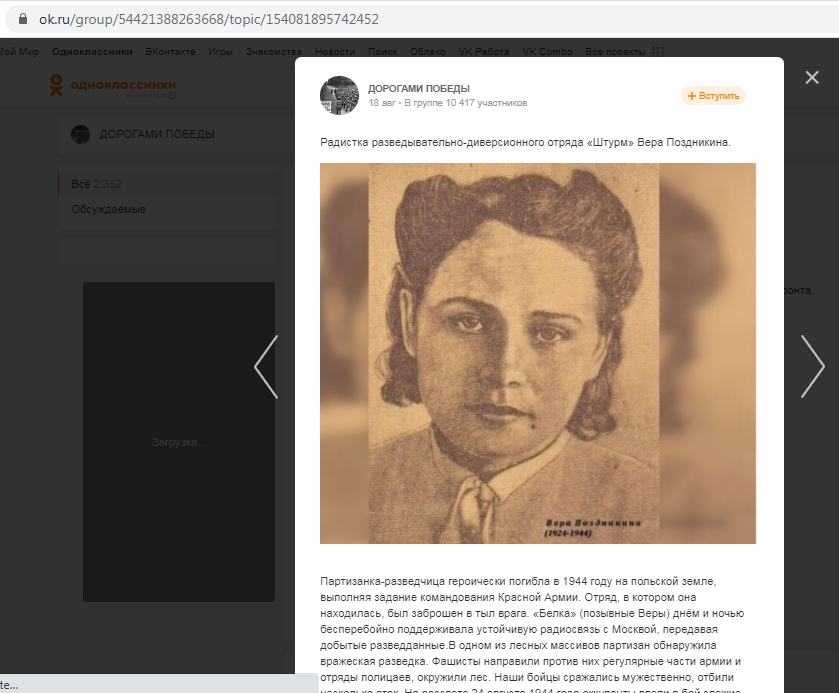 ok.ru/group/54421388263668/topic/154081895742452
Мой Мир Одноклассники ВКонтакте Игры Знакомства Новости Поиск Облако VK Работа VK Combo Все проекты
одноклассники
ДОРОГАМИ ПОБЕДЫ
18 авг • В группе 10 417 участников
+ Вступить
ДОРОГАМИ ПОБЕДЫ
Радистка разведывательно-диверсионного отряда «Штурм» Вера Поздникина.
Всё 2 352
Обсуждаемые
онта.
Загрузка...
Вера Поздникина
(1924-1944)
Партизанка-разведчица героически погибла в 1944 году на польской земле,
выполняя задание командования Красной Армии. Отряд, в котором она
находилась, был заброшен в тыл врага. «Белка» (позывные Веры) днём и ночью
бесперебойно поддерживала устойчивую радиосвязь с Москвой, передавая
добытые разведданные.В одном из лесных массивов партизан обнаружила
вражеская разведка. Фашисты направили против них регулярные части армии и
отряды полицаев, окружили лес. Наши бойцы сражались мужественно, отбили
te...